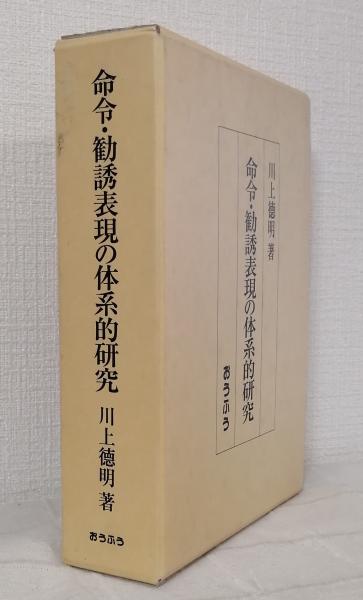 命令・勧誘表現の体系的研究
川上德明 著
おうふう
川上德明 著
命令・勧誘表現の体系的研究
おうふう